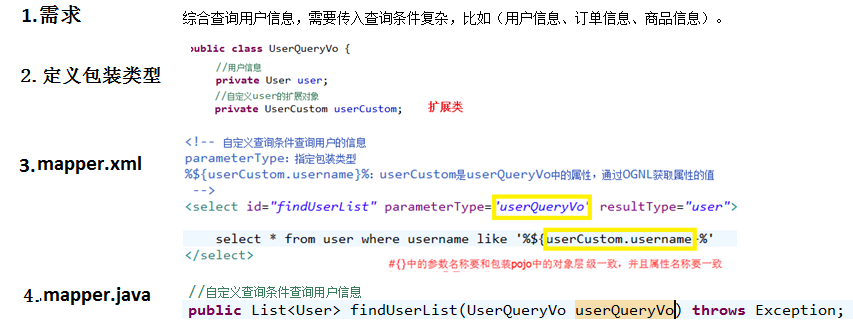 1.需求
综合查询用户信息，需要传入查询条件复杂，比如（用户信息、订单信息、商品信息）。
2. 定义包装类型
public class UserQueryVo {
//用户信息
private User user;
//自定义user的扩展对象
private UserCustom userCustom;
扩展类
3.mapper.xml
<!-- 自定义查询条件查询用户的信息
parameterType：指定包装类型
%${userCustom.username}%：userCustom是userQueryVo中的属性，通过OGNL获取属性的值
-->
<select id="findUserList" parameterType="userQueryVo" resultType="user">
select * from user where username like '%${userCustom.username}%'
</select>
#{}中的参数名称要和包装pojo中的对象层级一致，并且属性名称要一致
4..mapper.java
//自定义查询条件查询用户信息
public List<User> findUserList(UserQueryVo userQueryVo) throws Exception;